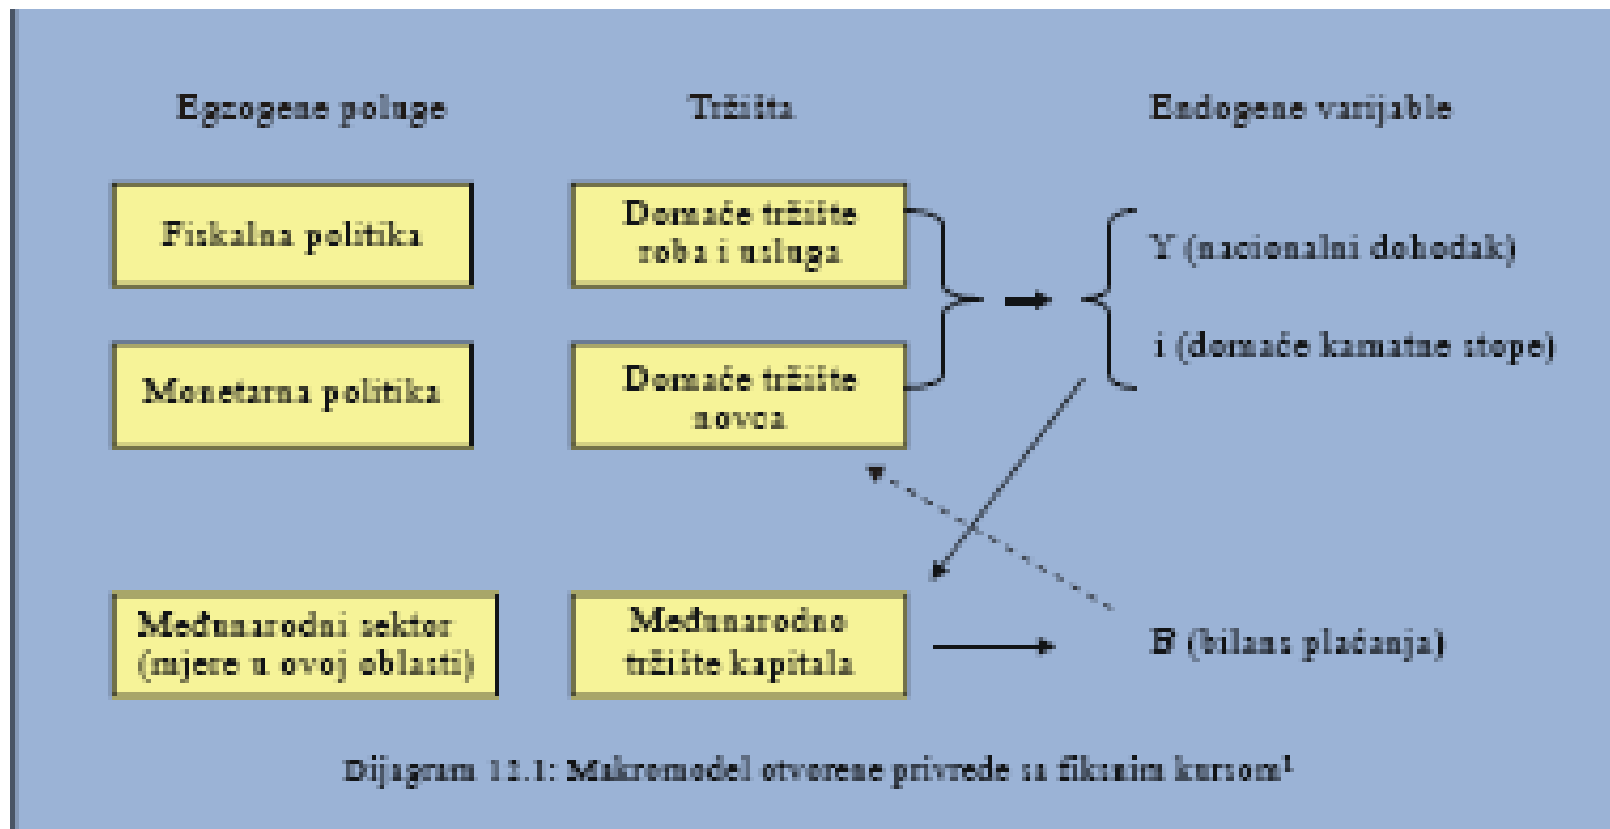 Egzogene poluge
Tržišta
Endogene varijable
Fiskalna politika
Domaće tržište
roba i usluga
Y (nacionalni dohodak)
i (domaće kamatne stope)
Monetarna politika
Domaće tržište
novca
Međunarodni sektor
(mjere u ovoj oblasti)
Međunarodno
tržište kapitala
B (bilans plaćanja)
Dijagram 12.1: Makromodel otvorene privrede sa fiksnim kursom¹